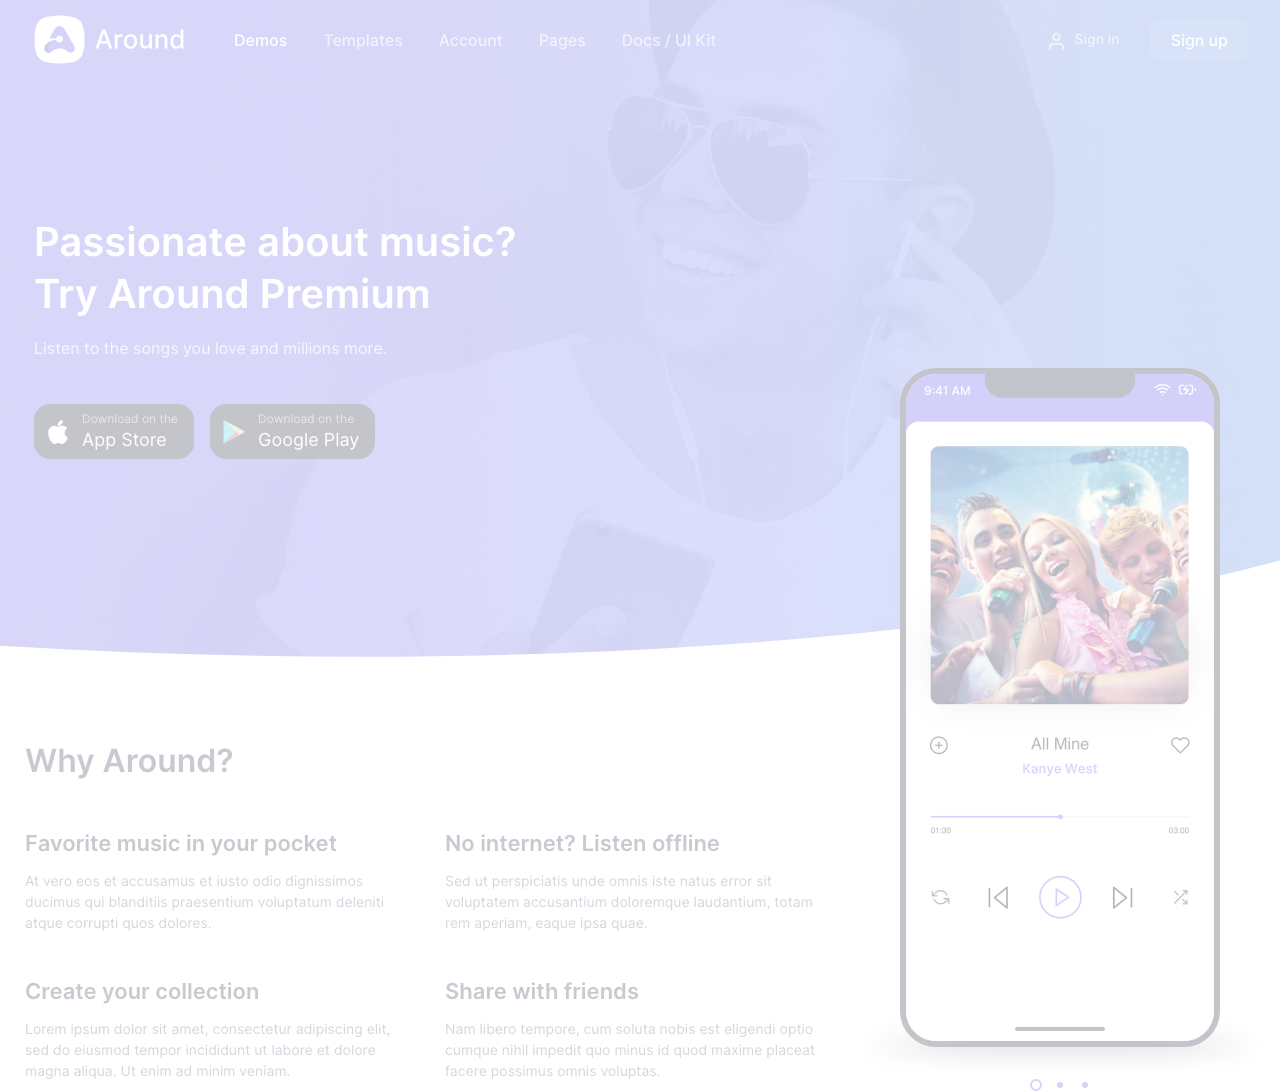 Around
Demos
Templates
Account
Pages
Docs / UI Kit
Sign in
Sign up
Passionate about music?
Try Around Premium
Listen to the songs you love and millions more.
Download on the
App Store
Download on the
Google Play
9:41 AM
All Mine
Kanye West
01:30
03:00
Why Around?
Favorite music in your pocket
At vero eos et accusamus et iusto odio dignissimos
ducimus qui blanditiis praesentium voluptatum deleniti
atque corrupti quos dolores.
No internet? Listen offline
Sed ut perspiciatis unde omnis iste natus error sit
voluptatem accusantium doloremque laudantium, totam
rem aperiam, eaque ipsa quae.
Create your collection
Lorem ipsum dolor sit amet, consectetur adipiscing elit,
sed do eiusmod tempor incididunt ut labore et dolore
magna aliqua. Ut enim ad minim veniam.
Share with friends
Nam libero tempore, cum soluta nobis est eligendi optio
cumque nihil impedit quo minus id quod maxime placeat
facere possimus omnis voluptas.